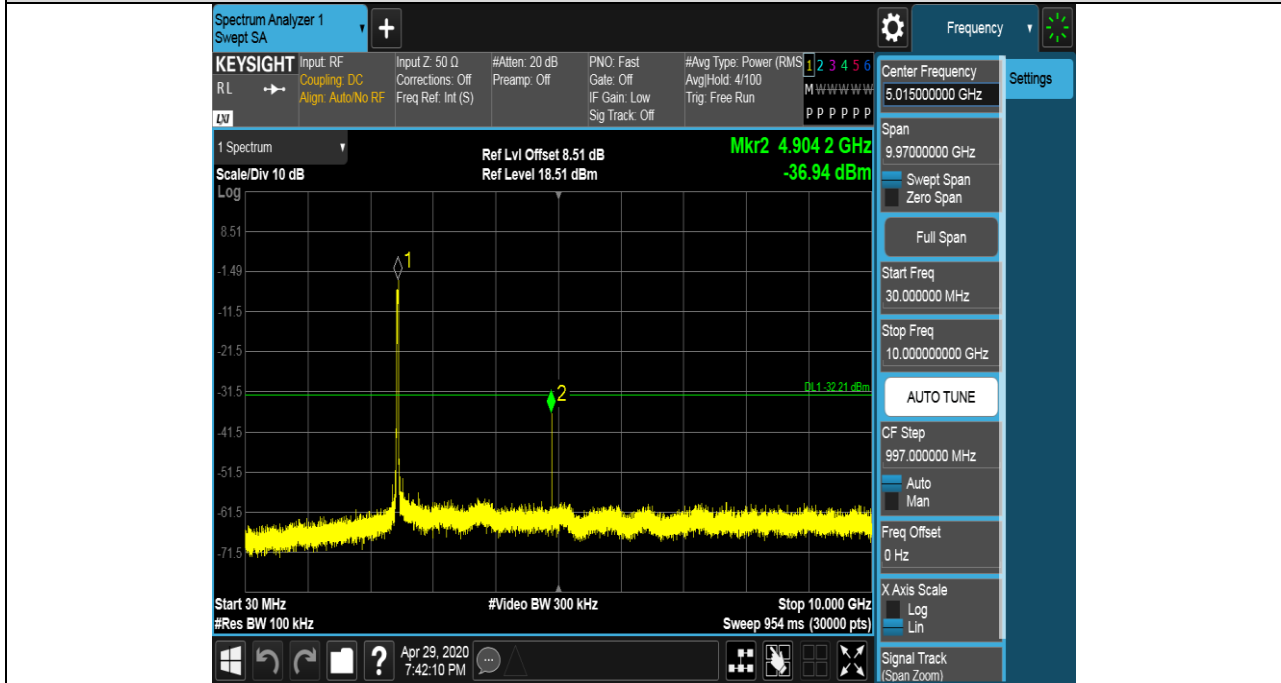 Spectrum Analyzer 1
Swept SA
Frequency
KEYSIGHT
RL
LXI
Input: RF
Coupling: DC
Align: Auto/No RF
Input Z: 50 Ω
Corrections: Off
Freq Ref: Int (S)
#Atten: 20 dB
Preamp: Off
PNO: Fast
Gate: Off
IF Gain: Low
Sig Track: Off
#Avg Type: Power (RMS
Avg|Hold: 4/100
Trig: Free Run
1 2 3 4 5 6
M W W W W W
P P P P P P
1 Spectrum
Scale/Div 10 dB
Log
Ref Lvl Offset 8.51 dB
Ref Level 18.51 dBm
Mkr2 4.904 2 GHz
-36.94 dBm
8.51
-1.49
-11.5
-21.5
-31.5
-41.5
-51.5
-61.5
-71.5
1
2
DL1 -32.21 dBm
Start 30 MHz
#Res BW 100 kHz
#Video BW 300 kHz
Stop 10.000 GHz
Sweep 954 ms (30000 pts)
Apr 29, 2020
7:42:10 PM
Center Frequency
5.015000000 GHz
Settings
Span
9.97000000 GHz
Swept Span
Zero Span
Full Span
Start Freq
30.000000 MHz
Stop Freq
10.000000000 GHz
AUTO TUNE
CF Step
997.000000 MHz
Auto
Man
Freq Offset
0 Hz
X Axis Scale
Log
Lin
Signal Track
(Span Zoom)